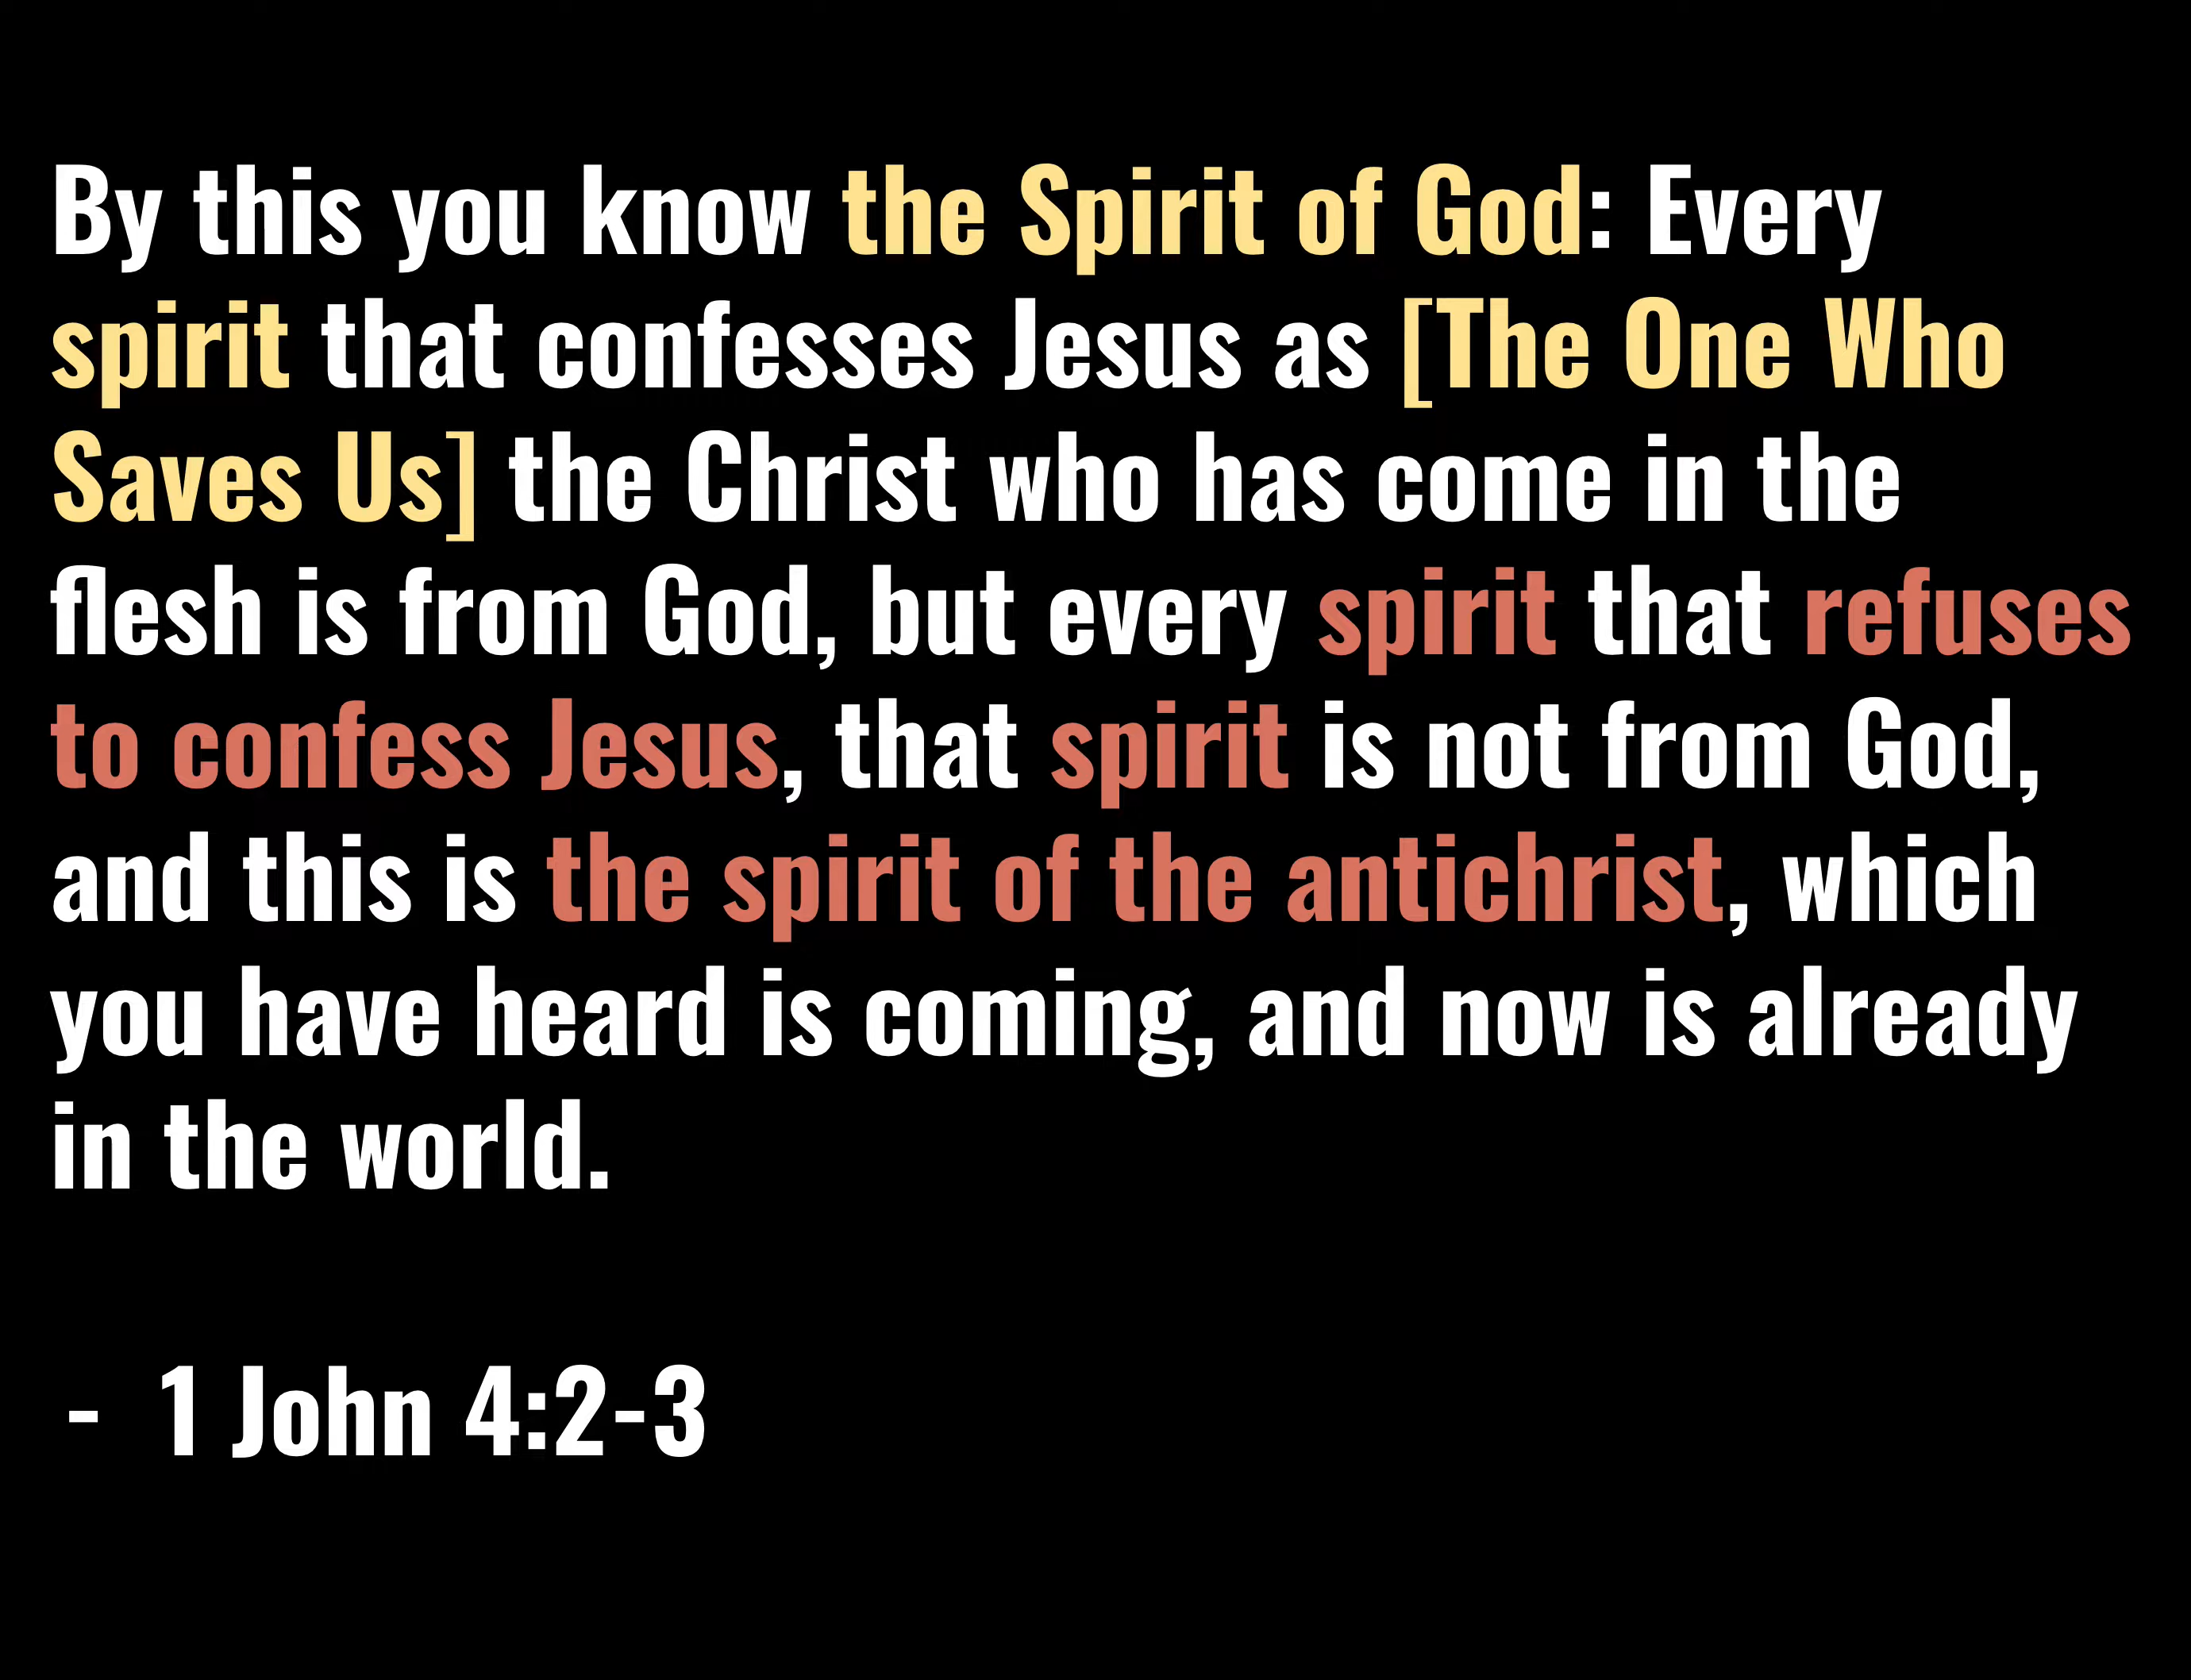 By this you know the Spirit of God: Every
spirit that confesses Jesus as [The One Who
Saves Us] the Christ who has come in the
flesh is from God, but every spirit that refuses
to confess Jesus, that spirit is not from God,
and this is the spirit of the antichrist, which
you have heard is coming, and now is already
in the world.
- 1 John 4:2-3